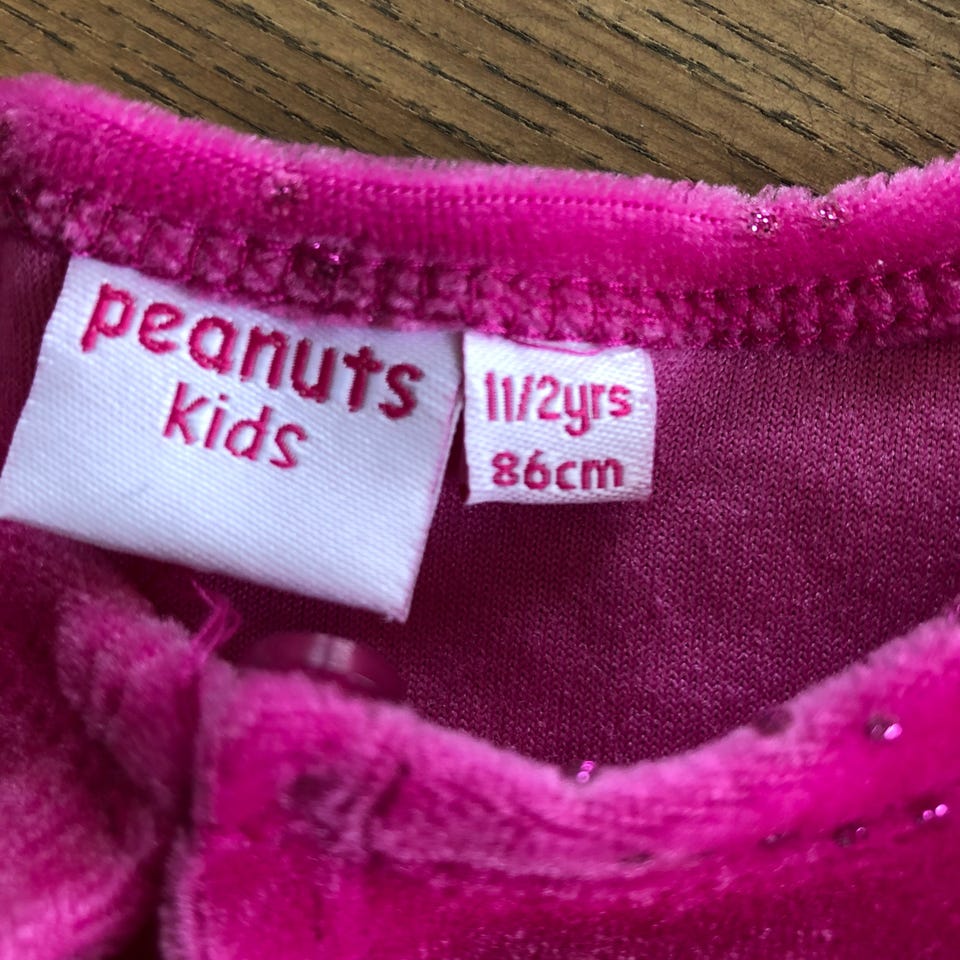 peanuts
kids
11/2yrs
86cm